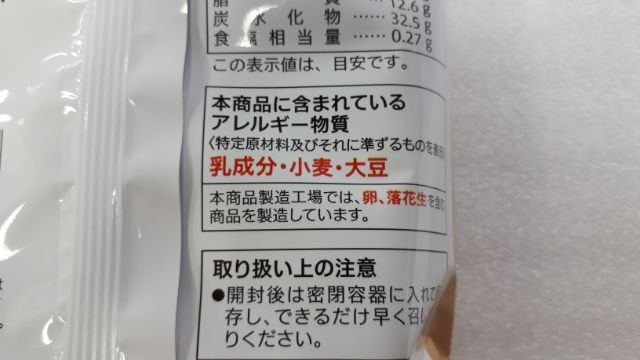 脂 質 12.6g
炭水化物……32.5g
食塩相当量……0.27g
この表示値は、目安です。
本商品に含まれている
アレルギー物質
〈特定原材料及びそれに準ずるものを表示
乳成分・小麦・大豆
本商品製造工場では、卵、落花生を含む
商品を製造しています。
取り扱い上の注意
●開封後は密閉容器に入れて
存し、できるだけ早く召し
りください。